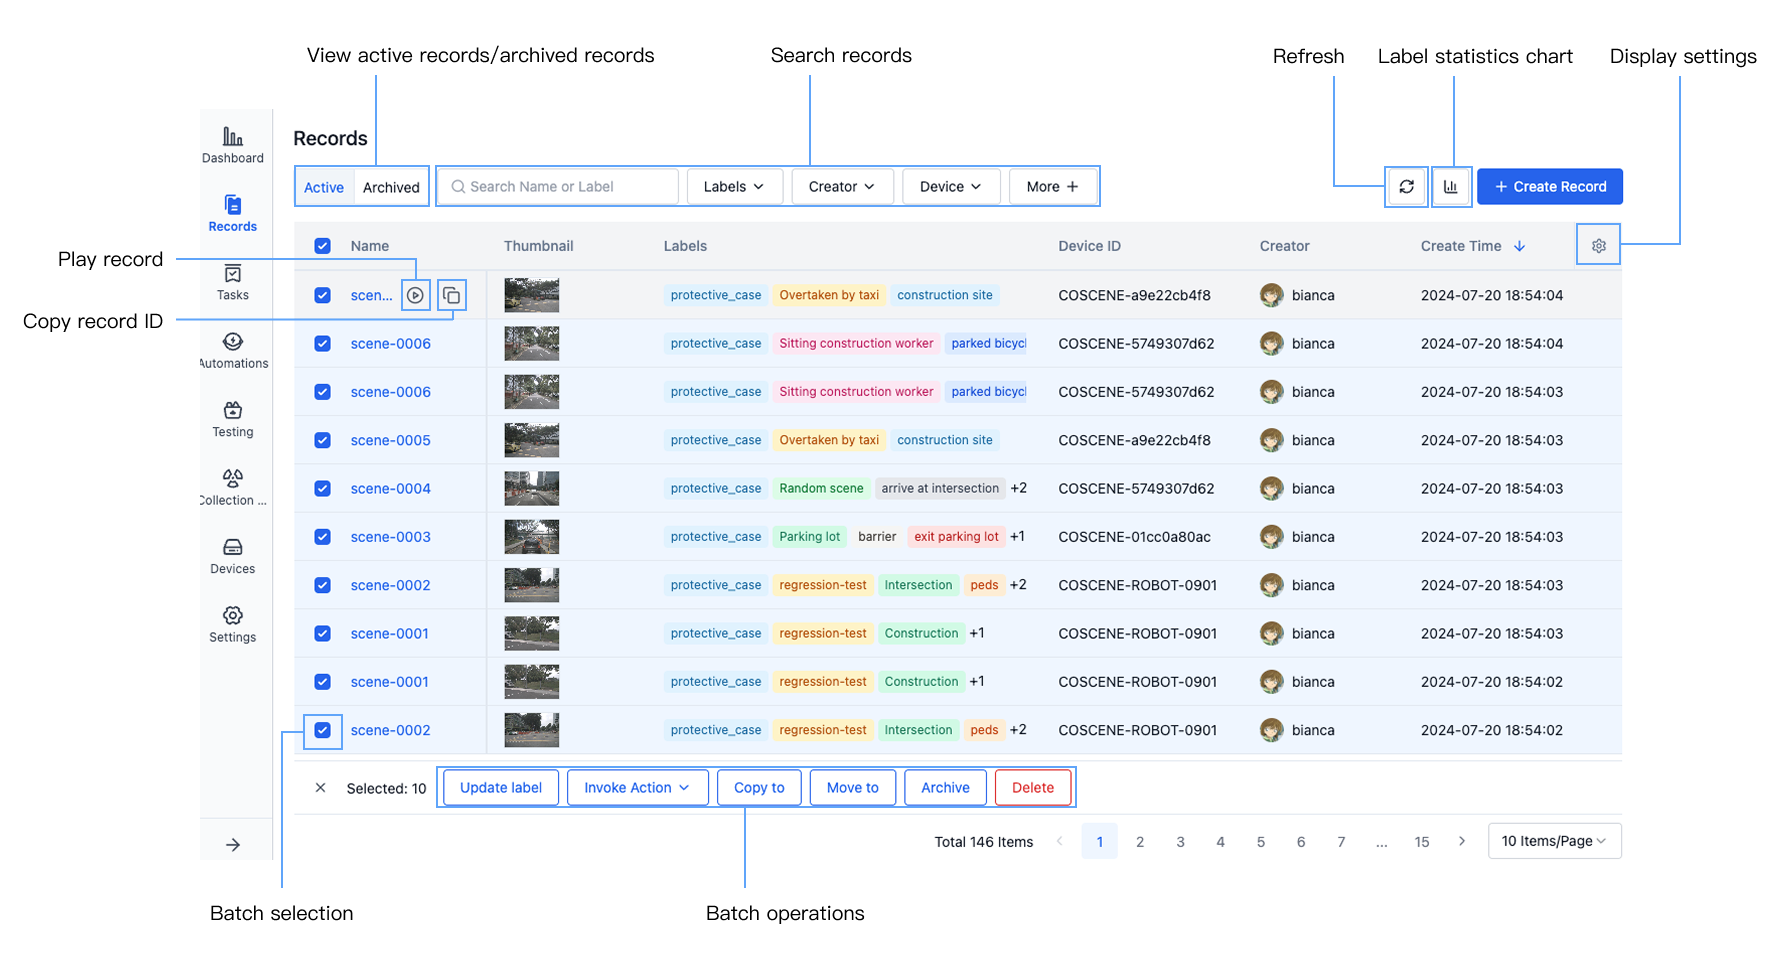 View active records/archived records
Search records
Refresh
Label statistics chart
Display settings
Dashboard
Records
Tasks
Automations
Testing
Collection ...
Devices
Settings
Play record
Copy record ID
Records
Active Archived Search Name or Label Labels Creator Device More + + Create Record
Name Thumbnail Labels Device ID Creator Create Time
scen... protective_case Overtaken by taxi construction site COSCENE-a9e22cb4f8 bianca 2024-07-20 18:54:04
scene-0006 protective_case Sitting construction worker parked bicycl COSCENE-5749307d62 bianca 2024-07-20 18:54:04
scene-0006 protective_case Sitting construction worker parked bicycl COSCENE-5749307d62 bianca 2024-07-20 18:54:03
scene-0005 protective_case Overtaken by taxi construction site COSCENE-a9e22cb4f8 bianca 2024-07-20 18:54:03
scene-0004 protective_case Random scene arrive at intersection +2 COSCENE-5749307d62 bianca 2024-07-20 18:54:03
scene-0003 protective_case Parking lot barrier exit parking lot +1 COSCENE-01cc0a80ac bianca 2024-07-20 18:54:03
scene-0002 protective_case regression-test Intersection peds +2 COSCENE-ROBOT-0901 bianca 2024-07-20 18:54:03
scene-0001 protective_case regression-test Construction +1 COSCENE-ROBOT-0901 bianca 2024-07-20 18:54:03
scene-0001 protective_case regression-test Construction +1 COSCENE-ROBOT-0901 bianca 2024-07-20 18:54:02
scene-0002 protective_case regression-test Intersection peds +2 COSCENE-ROBOT-0901 bianca 2024-07-20 18:54:02
Selected: 10 Update label Invoke Action Copy to Move to Archive Delete
Total 146 Items 1 2 3 4 5 6 7 ... 15 10 Items/Page
Batch selection
Batch operations